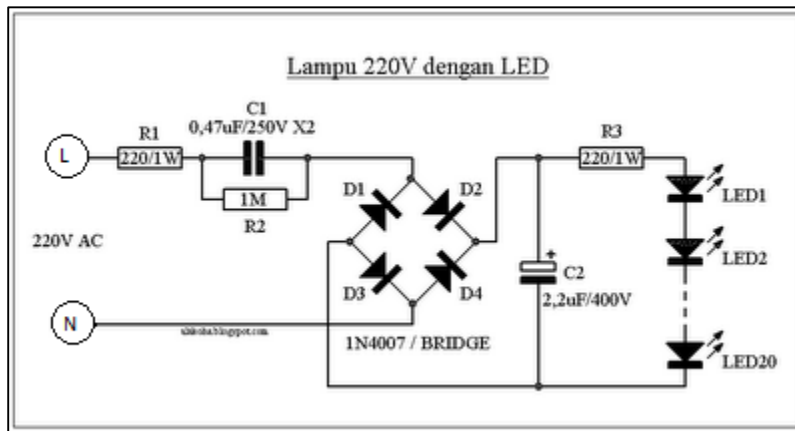 Lampu 220V dengan LED
C1
0,47uF/250V X2
R1
220/1W
L
1M
R2
220V AC
N
D1
D2
D3
D4
1N4007 / BRIDGE
R3
220/1W
+
C2
2,2uF/400V
LED1
LED2
LED20